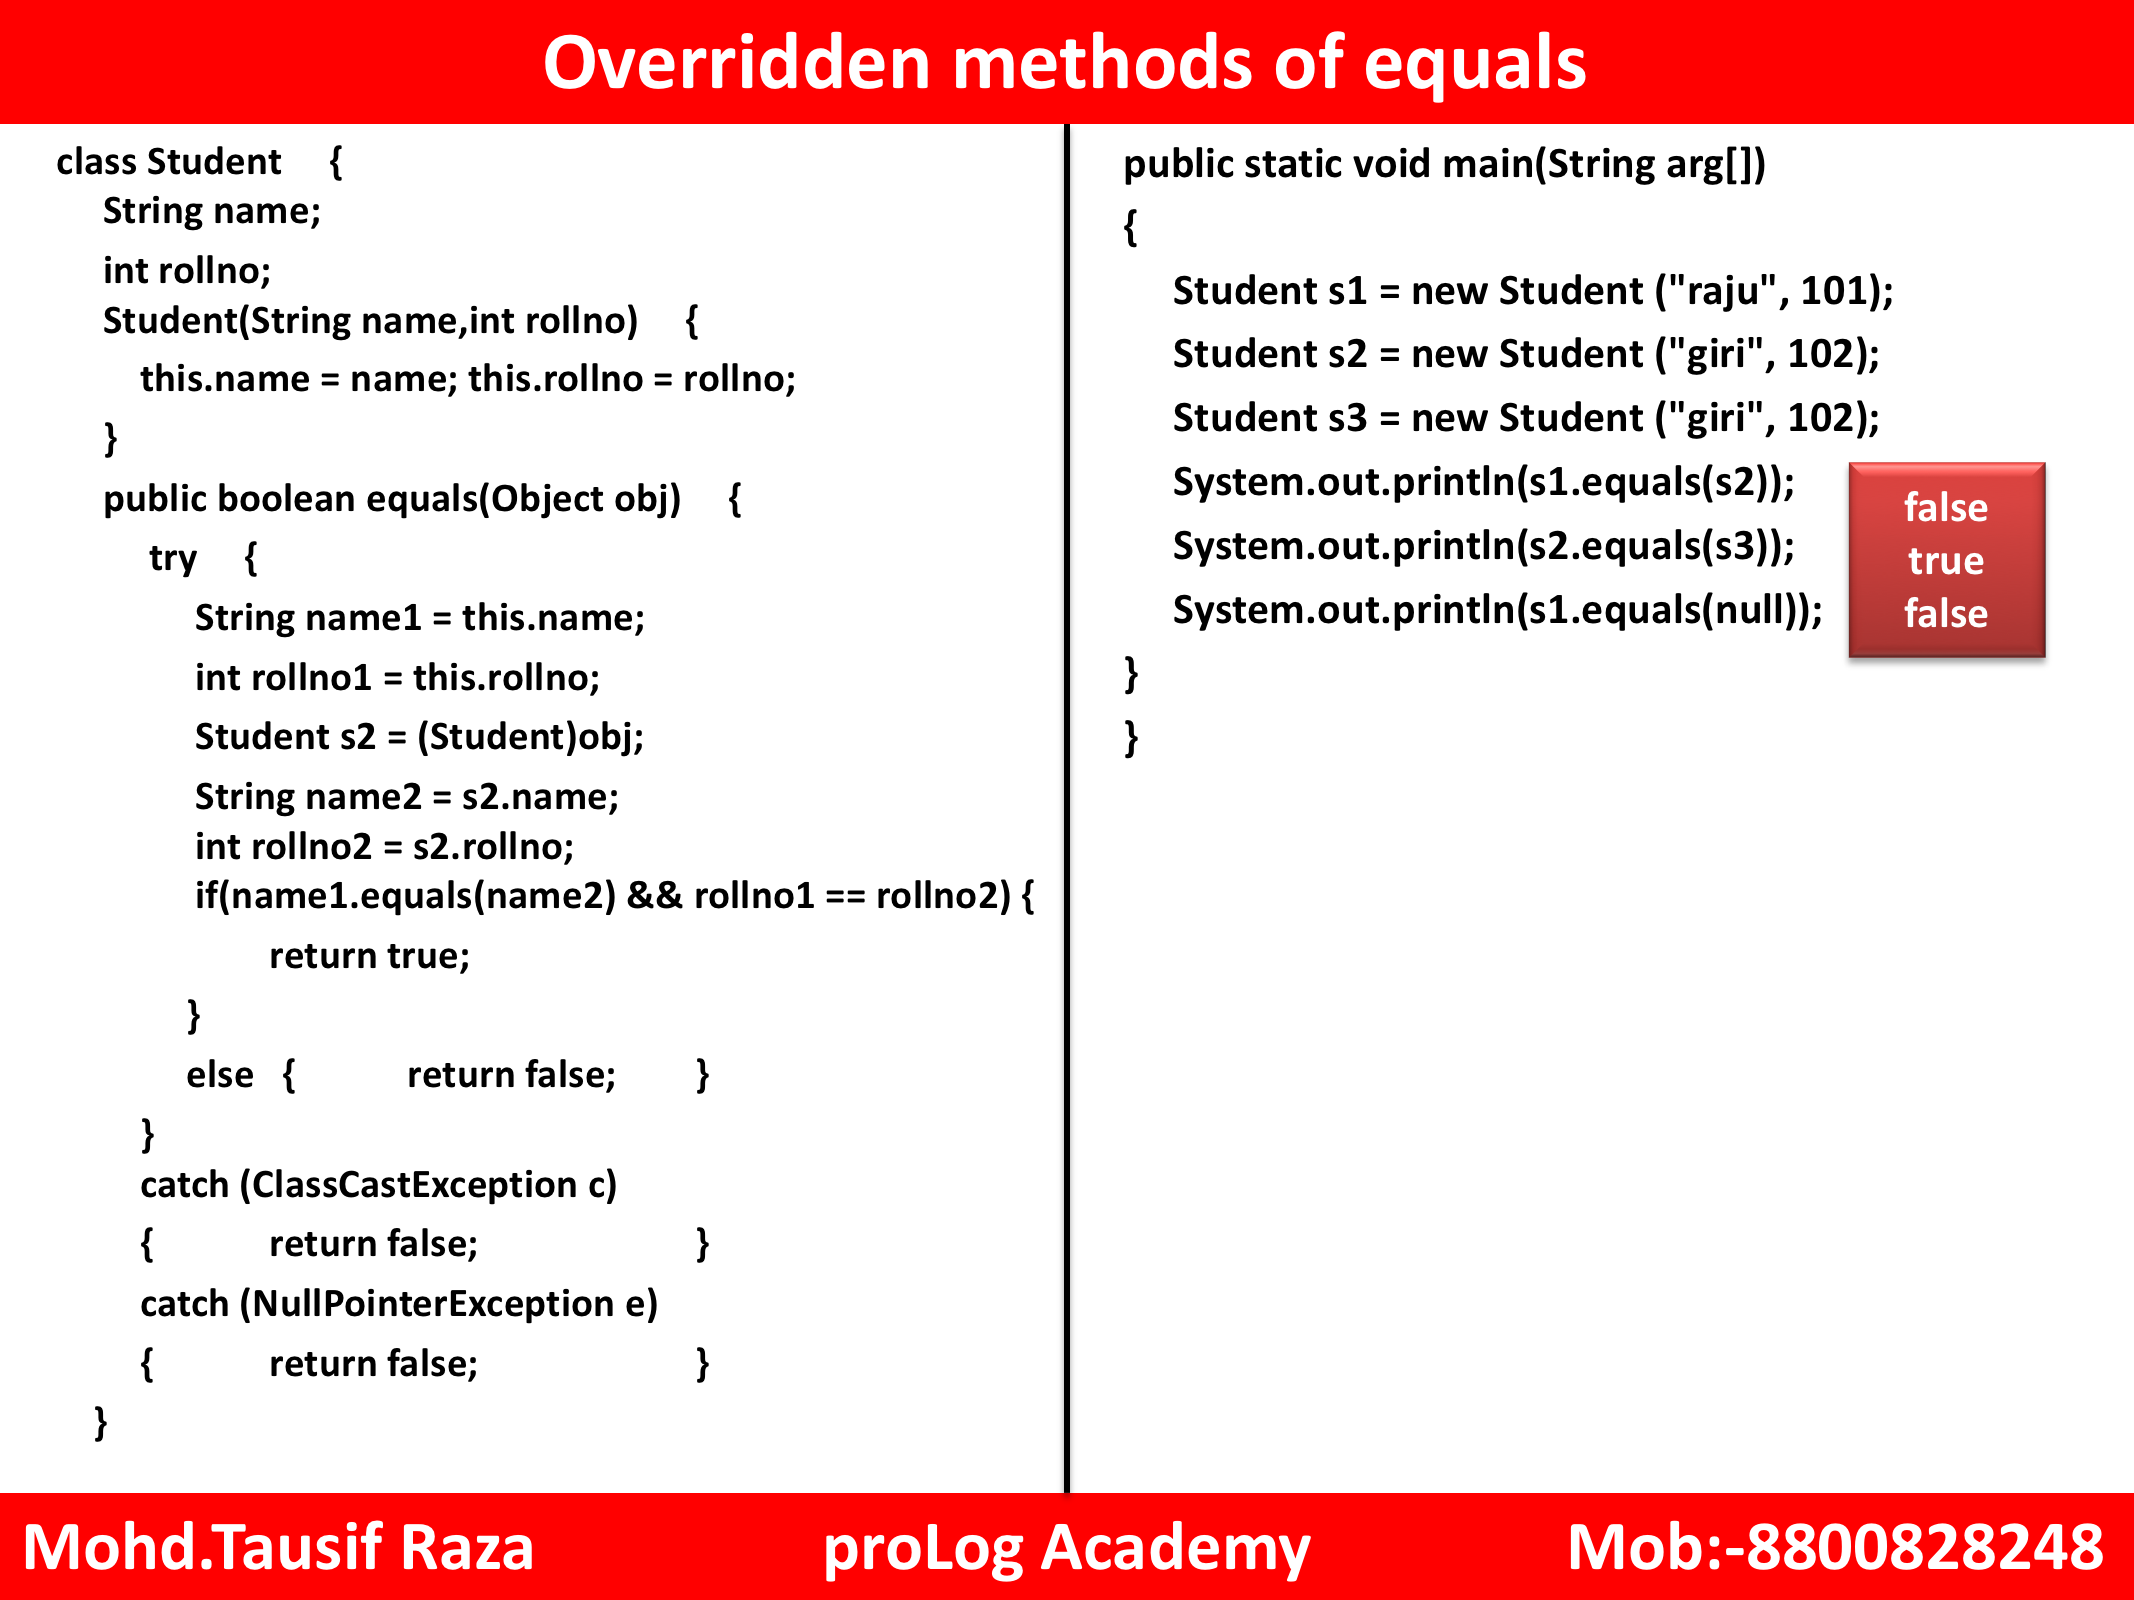 Overridden methods of equals
class Student {
String name;
int rollno;
Student(String name,int rollno) {
this.name = name; this.rollno = rollno;
}
public boolean equals(Object obj) {
try {
String name1 = this.name;
int rollno1 = this.rollno;
Student s2 = (Student)obj;
String name2 = s2.name;
int rollno2 = s2.rollno;
if(name1.equals(name2) && rollno1 == rollno2) {
return true;
}
else { return false; }
}
catch (ClassCastException c)
{ return false; }
catch (NullPointerException e)
{ return false; }
}
public static void main(String arg[])
{
Student s1 = new Student ("raju", 101);
Student s2 = new Student ("giri", 102);
Student s3 = new Student ("giri", 102);
System.out.println(s1.equals(s2));
System.out.println(s2.equals(s3));
System.out.println(s1.equals(null));
}
}
false
true
false
Mohd.Tausif Raza proLog Academy Mob:-8800828248